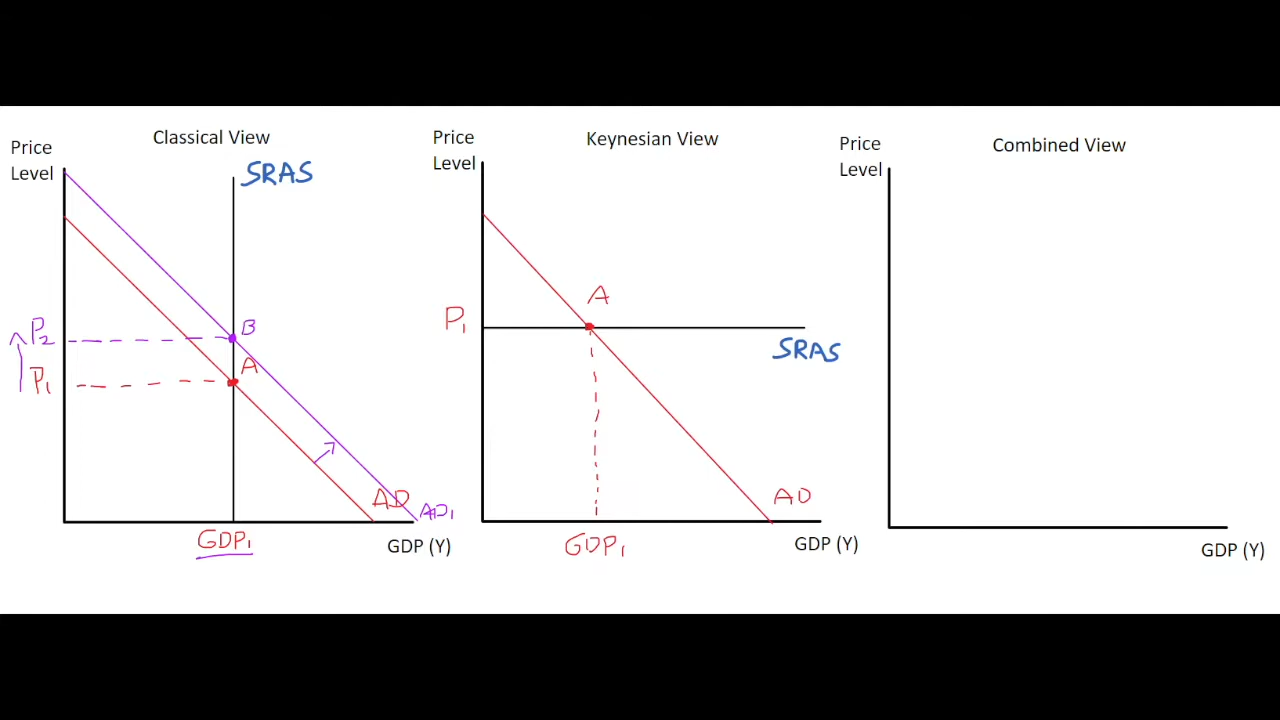 Classical View
Price
Level
SRAS
P2
P1
B
A
AD
AD1
GDP1
GDP (Y)
Keynesian View
Price
Level
P1
A
SRAS
AD
GDP1
GDP (Y)
Combined View
Price
Level
GDP (Y)